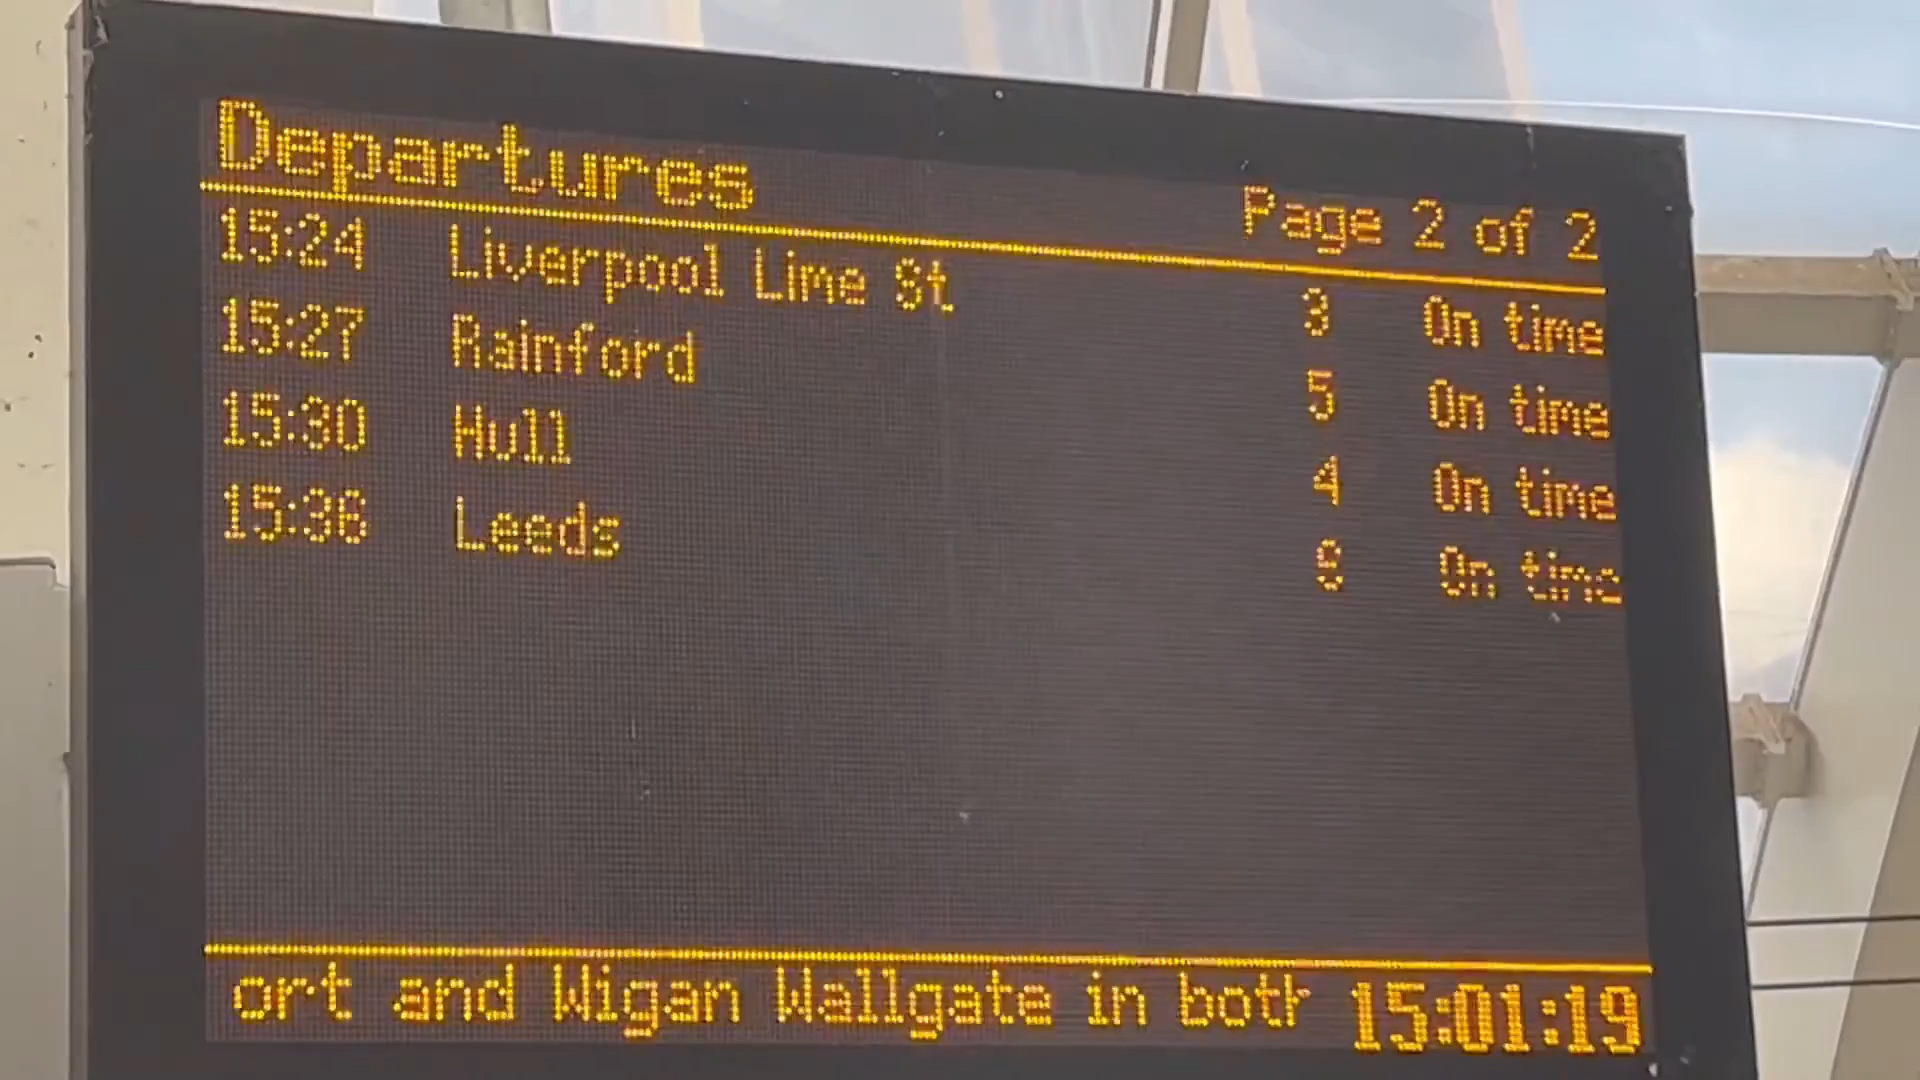 Departures
Page 2 of 2
15:24 Liverpool Lime St 3 On time
15:27 Rainford 5 On time
15:30 Hull 4 On time
15:36 Leeds On time
ort and Wigan Wallgate in both 15:01:19